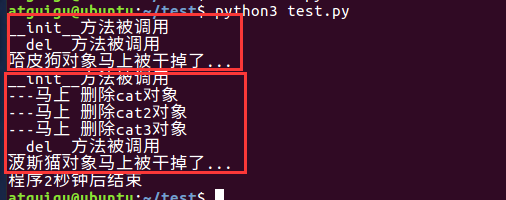 atguigu@ubuntu:~/test$ python3 test.py
__init__方法被调用
__del__方法被调用
哈皮狗对象马上被干掉了...
__init__方法被调用
---马上 删除cat对象
---马上 删除cat2对象
---马上 删除cat3对象
__del__方法被调用
波斯猫对象马上被干掉了...
程序2秒钟后结束
atguigu@ubuntu:~/test$